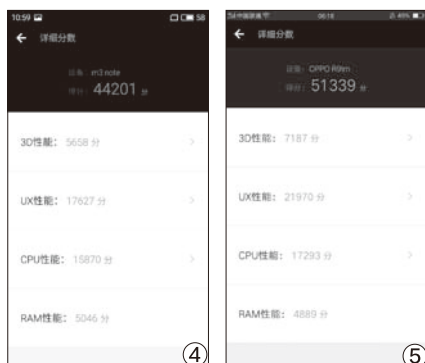 10:59 58
详细分数
设备：m3 note
得分：44201 分
3D性能：5658 分
UX性能：17627 分
CPU性能：15870 分
RAM性能：5046 分
④
06:18 49%
详细分数
设备：OPPO R9m
得分：51339 分
3D性能：7187 分
UX性能：21970 分
CPU性能：17293 分
RAM性能：4889 分
⑤